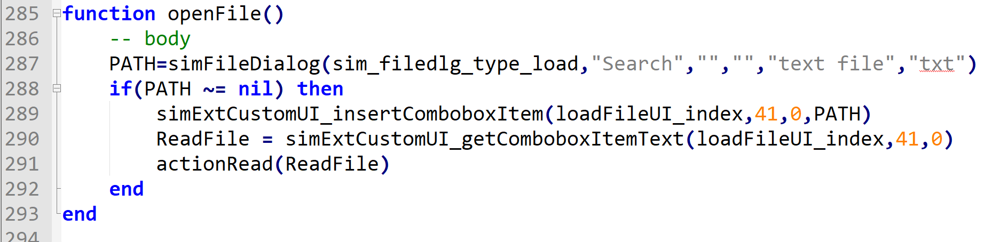 285 function openFile()
286 -- body
287 PATH=simFileDialog(sim_filedlg_type_load,"Search","","","text file","txt")
288 if(PATH ~= nil) then
289 simExtCustomUI_insertComboboxItem(loadFileUI_index,41,0,PATH)
290 ReadFile = simExtCustomUI_getComboboxItemText(loadFileUI_index,41,0)
291 actionRead(ReadFile)
292 end
293 end
294